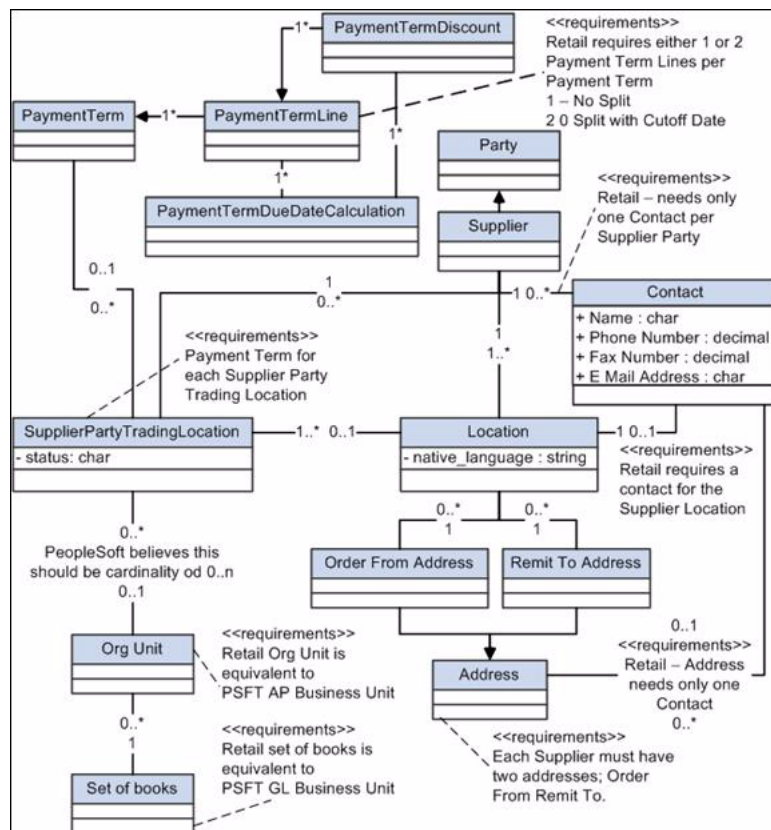 1*
PaymentTermDiscount
<<requirements>>
Retail requires either 1 or 2
Payment Term Lines per
Payment Term
1 – No Split
2 0 Split with Cutoff Date
PaymentTerm
1*
PaymentTermLine
1*
1*
Party
PaymentTermDueDateCalculation
Supplier
<<requirements>>
Retail – needs only
one Contact per
Supplier Party
0..1
0..*
1
0..*
1 0..*
Contact
+ Name : char
+ Phone Number : decimal
+ Fax Number : decimal
+ E Mail Address : char
<<requirements>>
Payment Term for
each Supplier Party
Trading Location
1
1..*
SupplierPartyTradingLocation
- status: char
1..* 0..1
Location
- native_language : string
1 0..1
<<requirements>>
Retail requires a
contact for the
Supplier Location
0..*
PeopleSoft believes this
should be cardinality od 0..n
0..1
0..*
1
0..*
1
Order From Address
Remit To Address
Org Unit
<<requirements>>
Retail Org Unit is
equivalent to
PSFT AP Business Unit
Address
0..1
<<requirements>>
Retail – Address
needs only one
Contact
0..*
0..*
1
<<requirements>>
Retail set of books is
equivalent to
PSFT GL Business Unit
Set of books
<<requirements>>
Each Supplier must have
two addresses; Order
From Remit To.